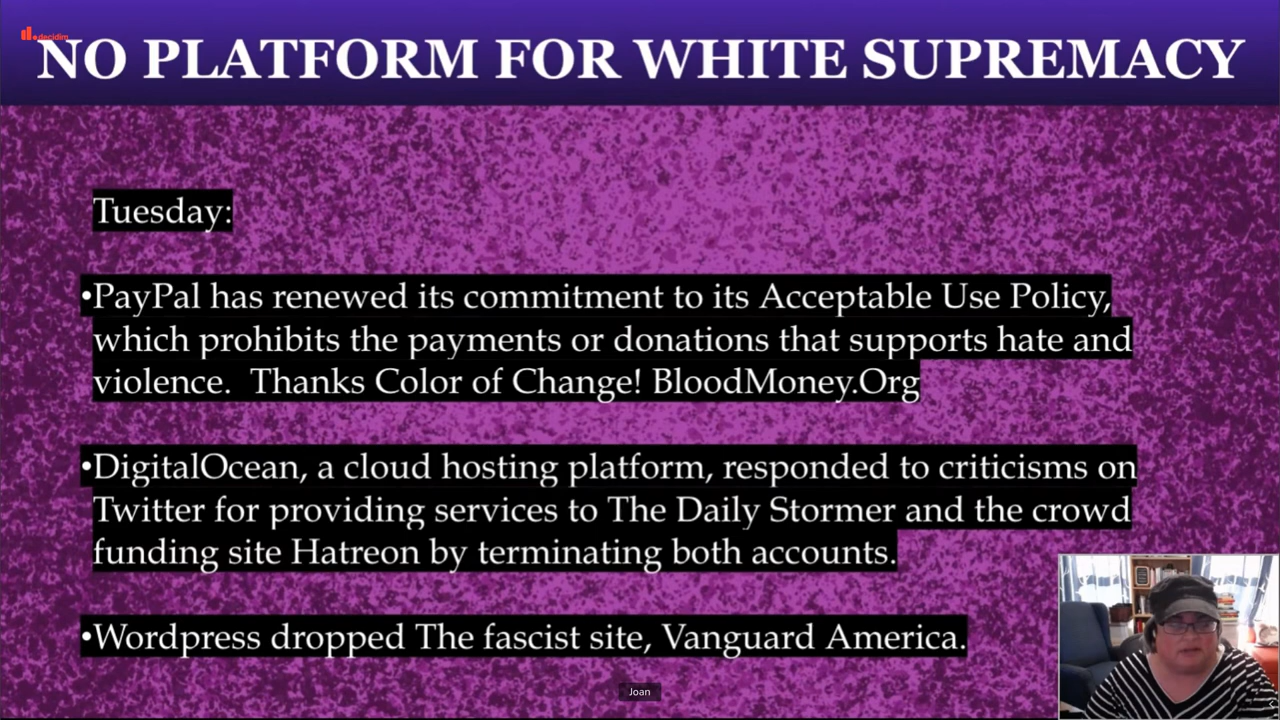 decidim
NO PLATFORM FOR WHITE SUPREMACY
Tuesday:
•PayPal has renewed its commitment to its Acceptable Use Policy,
which prohibits the payments or donations that supports hate and
violence.  Thanks Color of Change! BloodMoney.Org
•DigitalOcean, a cloud hosting platform, responded to criticisms on
Twitter for providing services to The Daily Stormer and the crowd
funding site Hatreon by terminating both accounts.
•Wordpress dropped The fascist site, Vanguard America.
Joan